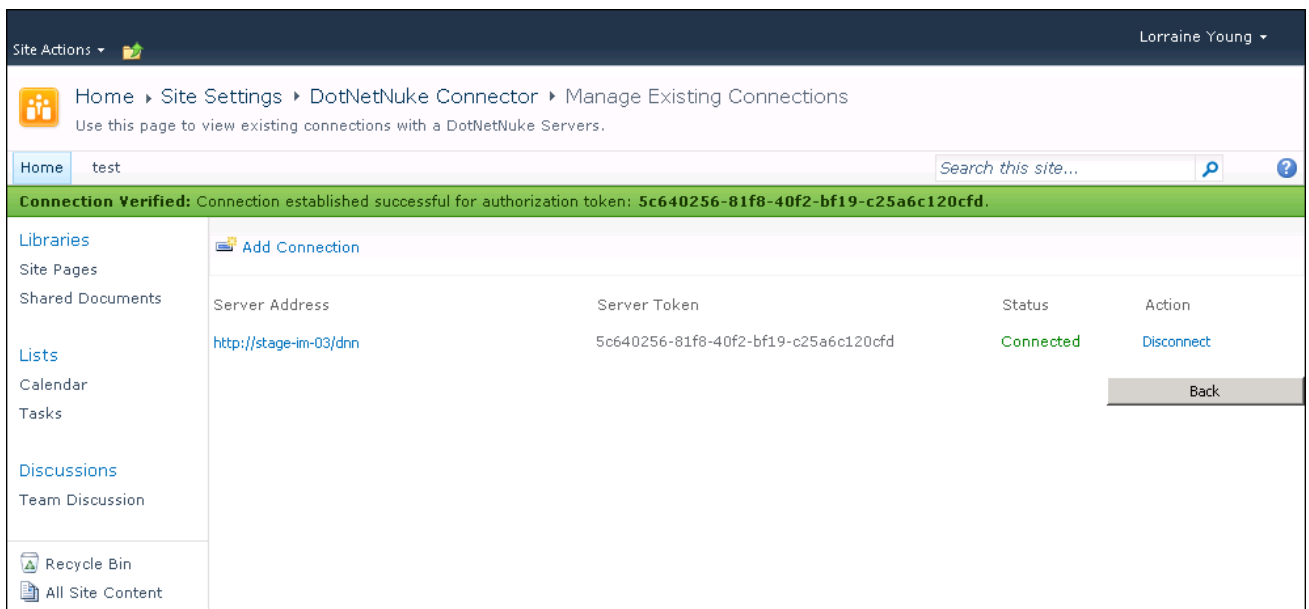 Site Actions
Lorraine Young
Home ▸ Site Settings ▸ DotNetNuke Connector ▸ Manage Existing Connections
Use this page to view existing connections with a DotNetNuke Servers.
Home test Search this site...
Connection Verified: Connection established successful for authorization token: 5c640256-81f8-40f2-bf19-c25a6c120cfd.
Libraries
Site Pages
Shared Documents
Lists
Calendar
Tasks
Discussions
Team Discussion
Recycle Bin
All Site Content
Add Connection
Server Address Server Token Status Action
http://stage-im-03/dnn 5c640256-81f8-40f2-bf19-c25a6c120cfd Connected Disconnect
Back